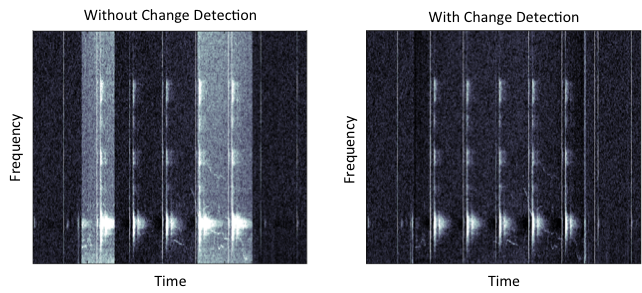 Without Change Detection
With Change Detection
Frequency
Frequency
Time
Time